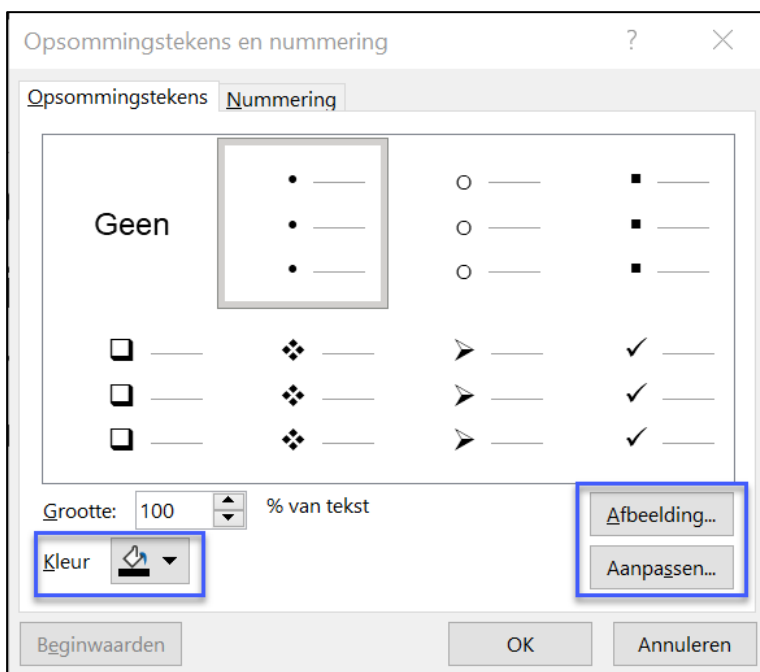 Opsommingstekens en nummering ?
Opsommingstekens Nummering
Geen
Grootte: 100 % van tekst
Afbeelding...
Kleur
Aanpassen...
Beginwaarden OK Annuleren